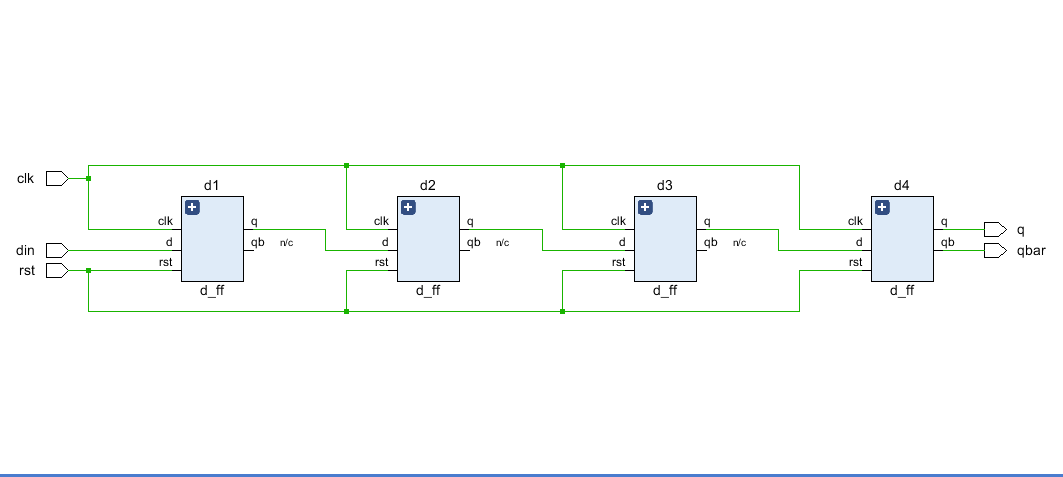 clk
din
rst
d1
clk
d
rst
q
qb
n/c
d_ff
d2
clk
d
rst
q
qb
n/c
d_ff
d3
clk
d
rst
q
qb
n/c
d_ff
d4
clk
d
rst
q
qb
d_ff
q
qbar